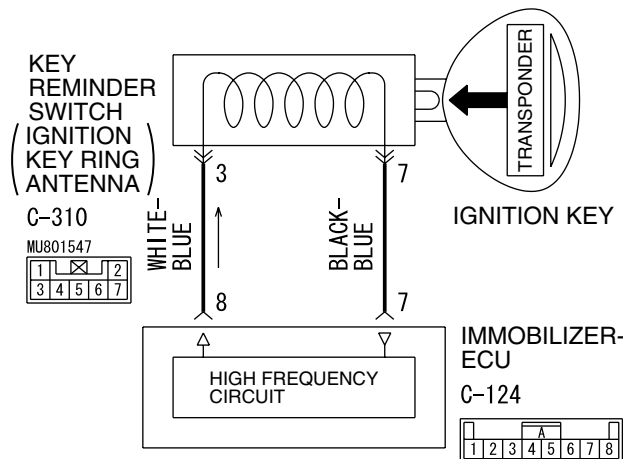 KEY
REMINDER
SWITCH
(IGNITION
KEY RING
ANTENNA)
C-310
MU801547
1 2
3 4 5 6 7
TRANSPONDER
IGNITION KEY
3
7
WHITE-
BLUE
BLACK-
BLUE
8
7
HIGH FREQUENCY
CIRCUIT
IMMOBILIZER-
ECU
C-124
A
1 2 3 4 5 6 7 8